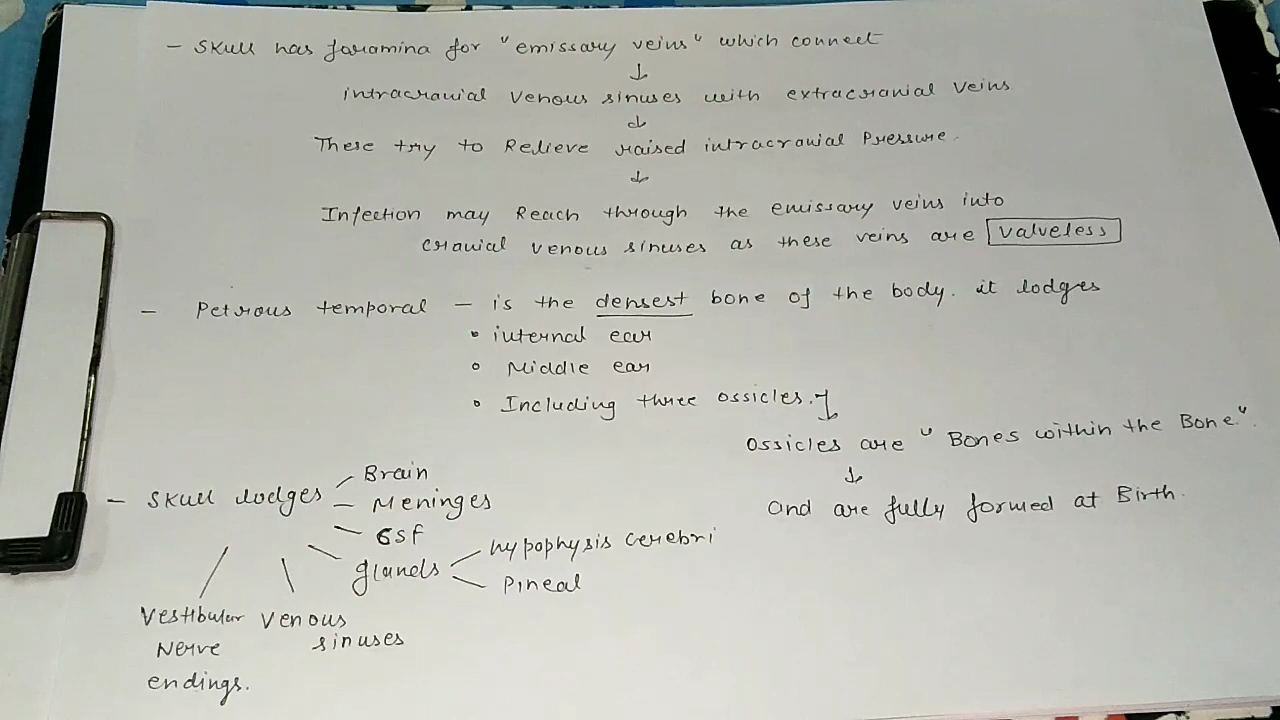 - Skull has foramina for "emissary veins" which connect
↓
intracranial venous sinuses with extracranial veins
↓
These try to Relieve raised intracranial Pressure.
↓
Infection may Reach through the emissary veins into
cranial venous sinuses as these veins are valveless
- Petrous temporal - is the densest bone of the body. it lodges
• internal ear
• Middle ear
• Including three ossicles.
↓
Ossicles are "Bones within the Bone".
↓
and are fully formed at Birth.
- Skull lodges
Brain
Meninges
CSF
glands
hypophysis cerebri
Pineal
Venous sinuses
Vestibular Nerve endings.